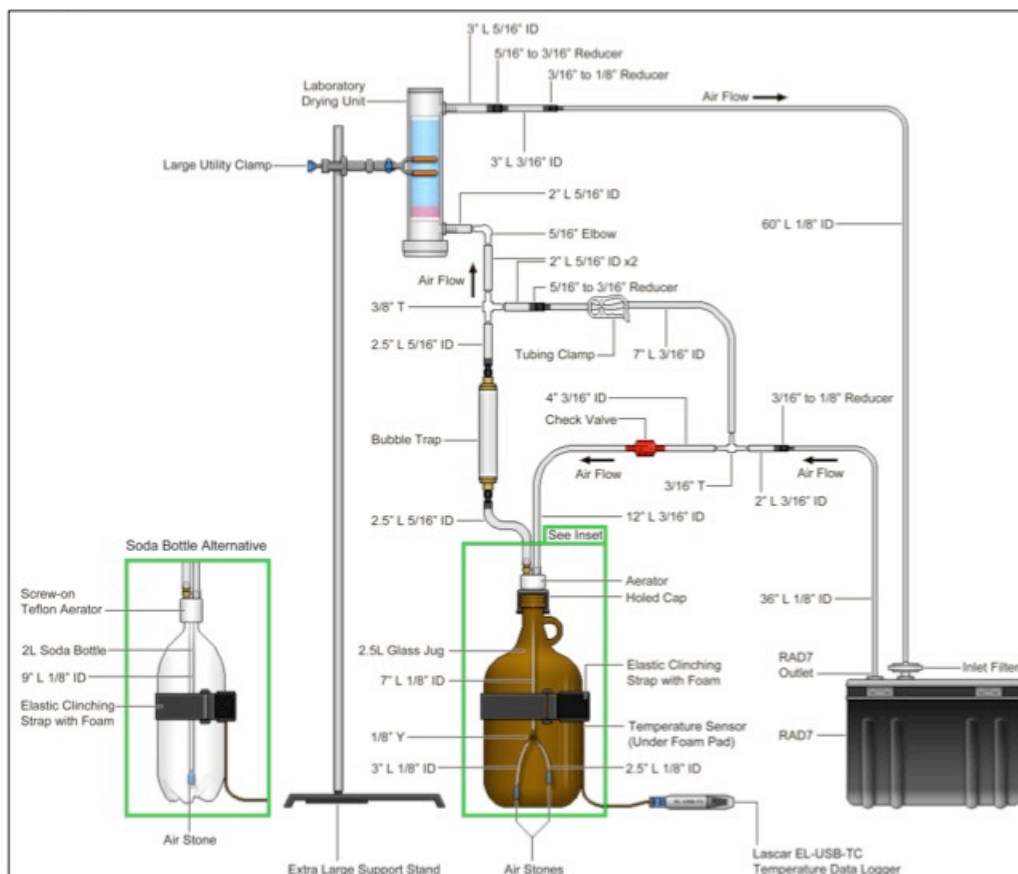 3" L 5/16" ID
5/16" to 3/16" Reducer
3/16" to 1/8" Reducer
Laboratory
Drying Unit
Air Flow
Large Utility Clamp
3" L 3/16" ID
2" L 5/16" ID
60" L 1/8" ID
5/16" Elbow
2" L 5/16" ID x2
Air Flow
5/16" to 3/16" Reducer
3/8" T
2.5" L 5/16" ID
Tubing Clamp
7" L 3/16" ID
4" 3/16" ID
3/16" to 1/8" Reducer
Check Valve
Bubble Trap
Air Flow
Air Flow
3/16" T
2" L 3/16" ID
2.5" L 5/16" ID
12" L 3/16" ID
See Inset
Soda Bottle Alternative
Aerator
Holed Cap
Screw-on
Teflon Aerator
36" L 1/8" ID
2L Soda Bottle
2.5L Glass Jug
RAD7
Outlet
Inlet Filter
9" L 1/8" ID
7" L 1/8" ID
Elastic Clinching
Strap with Foam
Elastic Clinching
Strap with Foam
Temperature Sensor
(Under Foam Pad)
RAD7
1/8" Y
3" L 1/8" ID
2.5" L 1/8" ID
EL-USB-TC
Air Stone
Extra Large Support Stand
Air Stones
Lascar EL-USB-TC
Temperature Data Logger